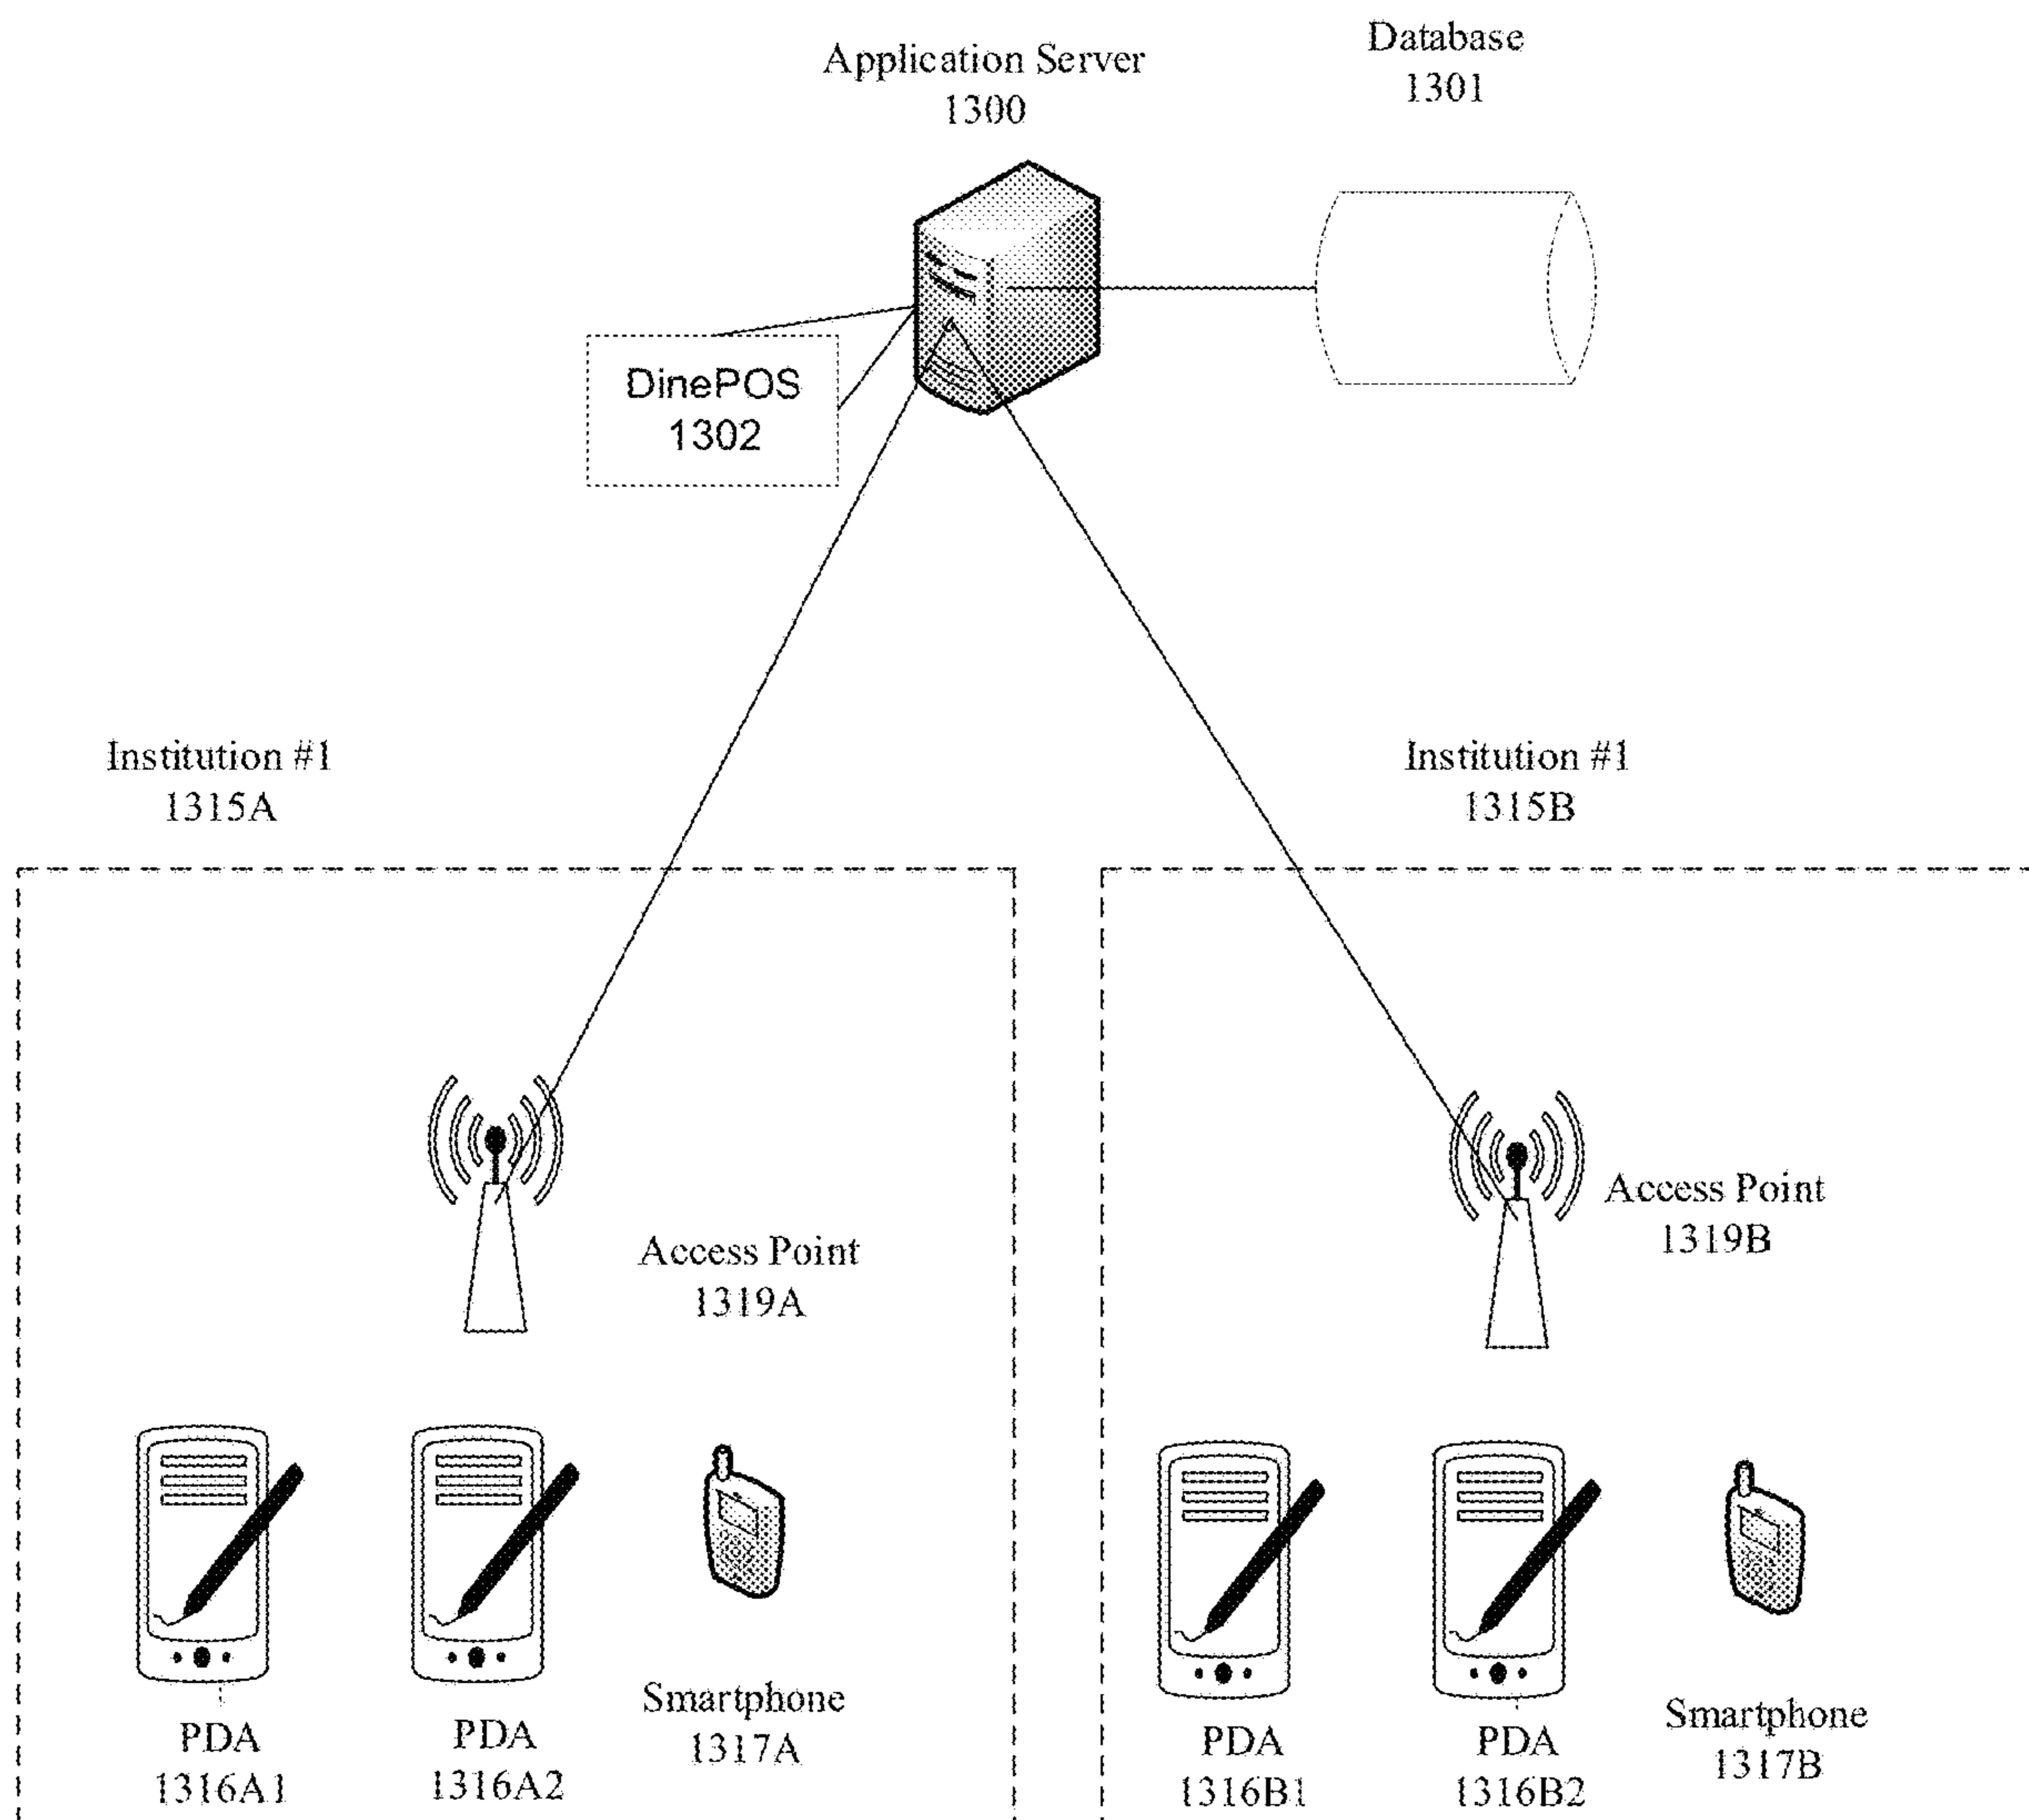 Application Server
1300
Database
1301
DinePOS
1302
Institution #1
1315A
Institution #1
1315B
Access Point
1319A
Access Point
1319B
PDA
1316A1
PDA
1316A2
Smartphone
1317A
PDA
1316B1
PDA
1316B2
Smartphone
1317B